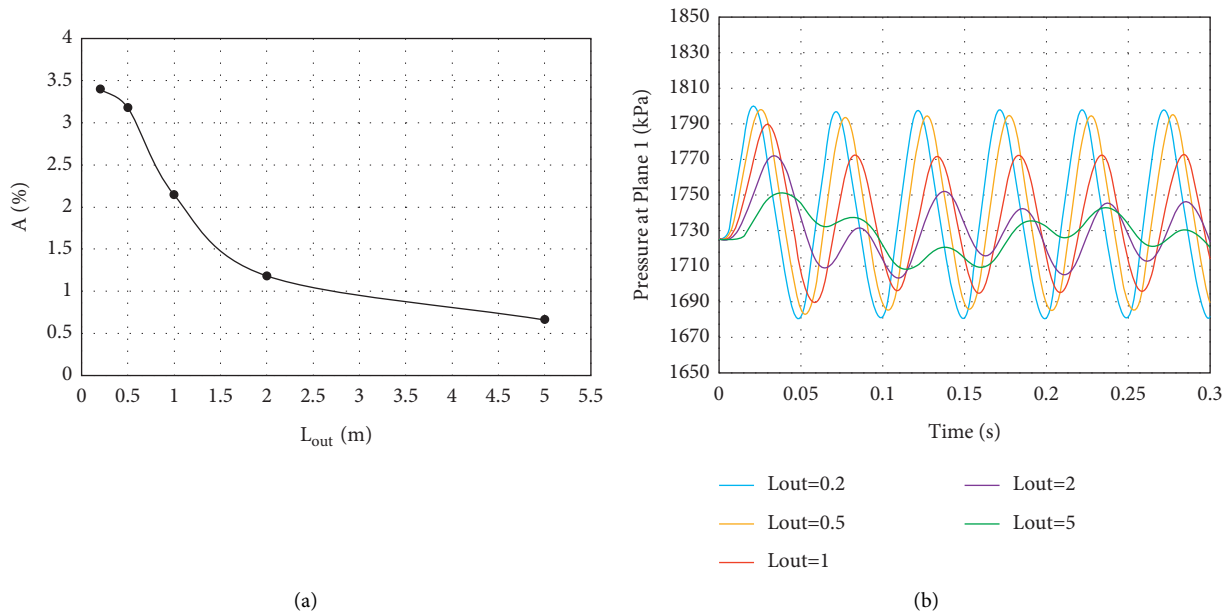 4
3.5
3
2.5
2
1.5
1
0.5
0
A (%)
0 0.5 1 1.5 2 2.5 3 3.5 4 4.5 5 5.5
L_out (m)
(a)
1850
1830
1810
1790
1770
1750
1730
1710
1690
1670
1650
Pressure at Plane 1 (kPa)
0 0.05 0.1 0.15 0.2 0.25 0.3
Time (s)
Lout=0.2
Lout=0.5
Lout=1
Lout=2
Lout=5
(b)